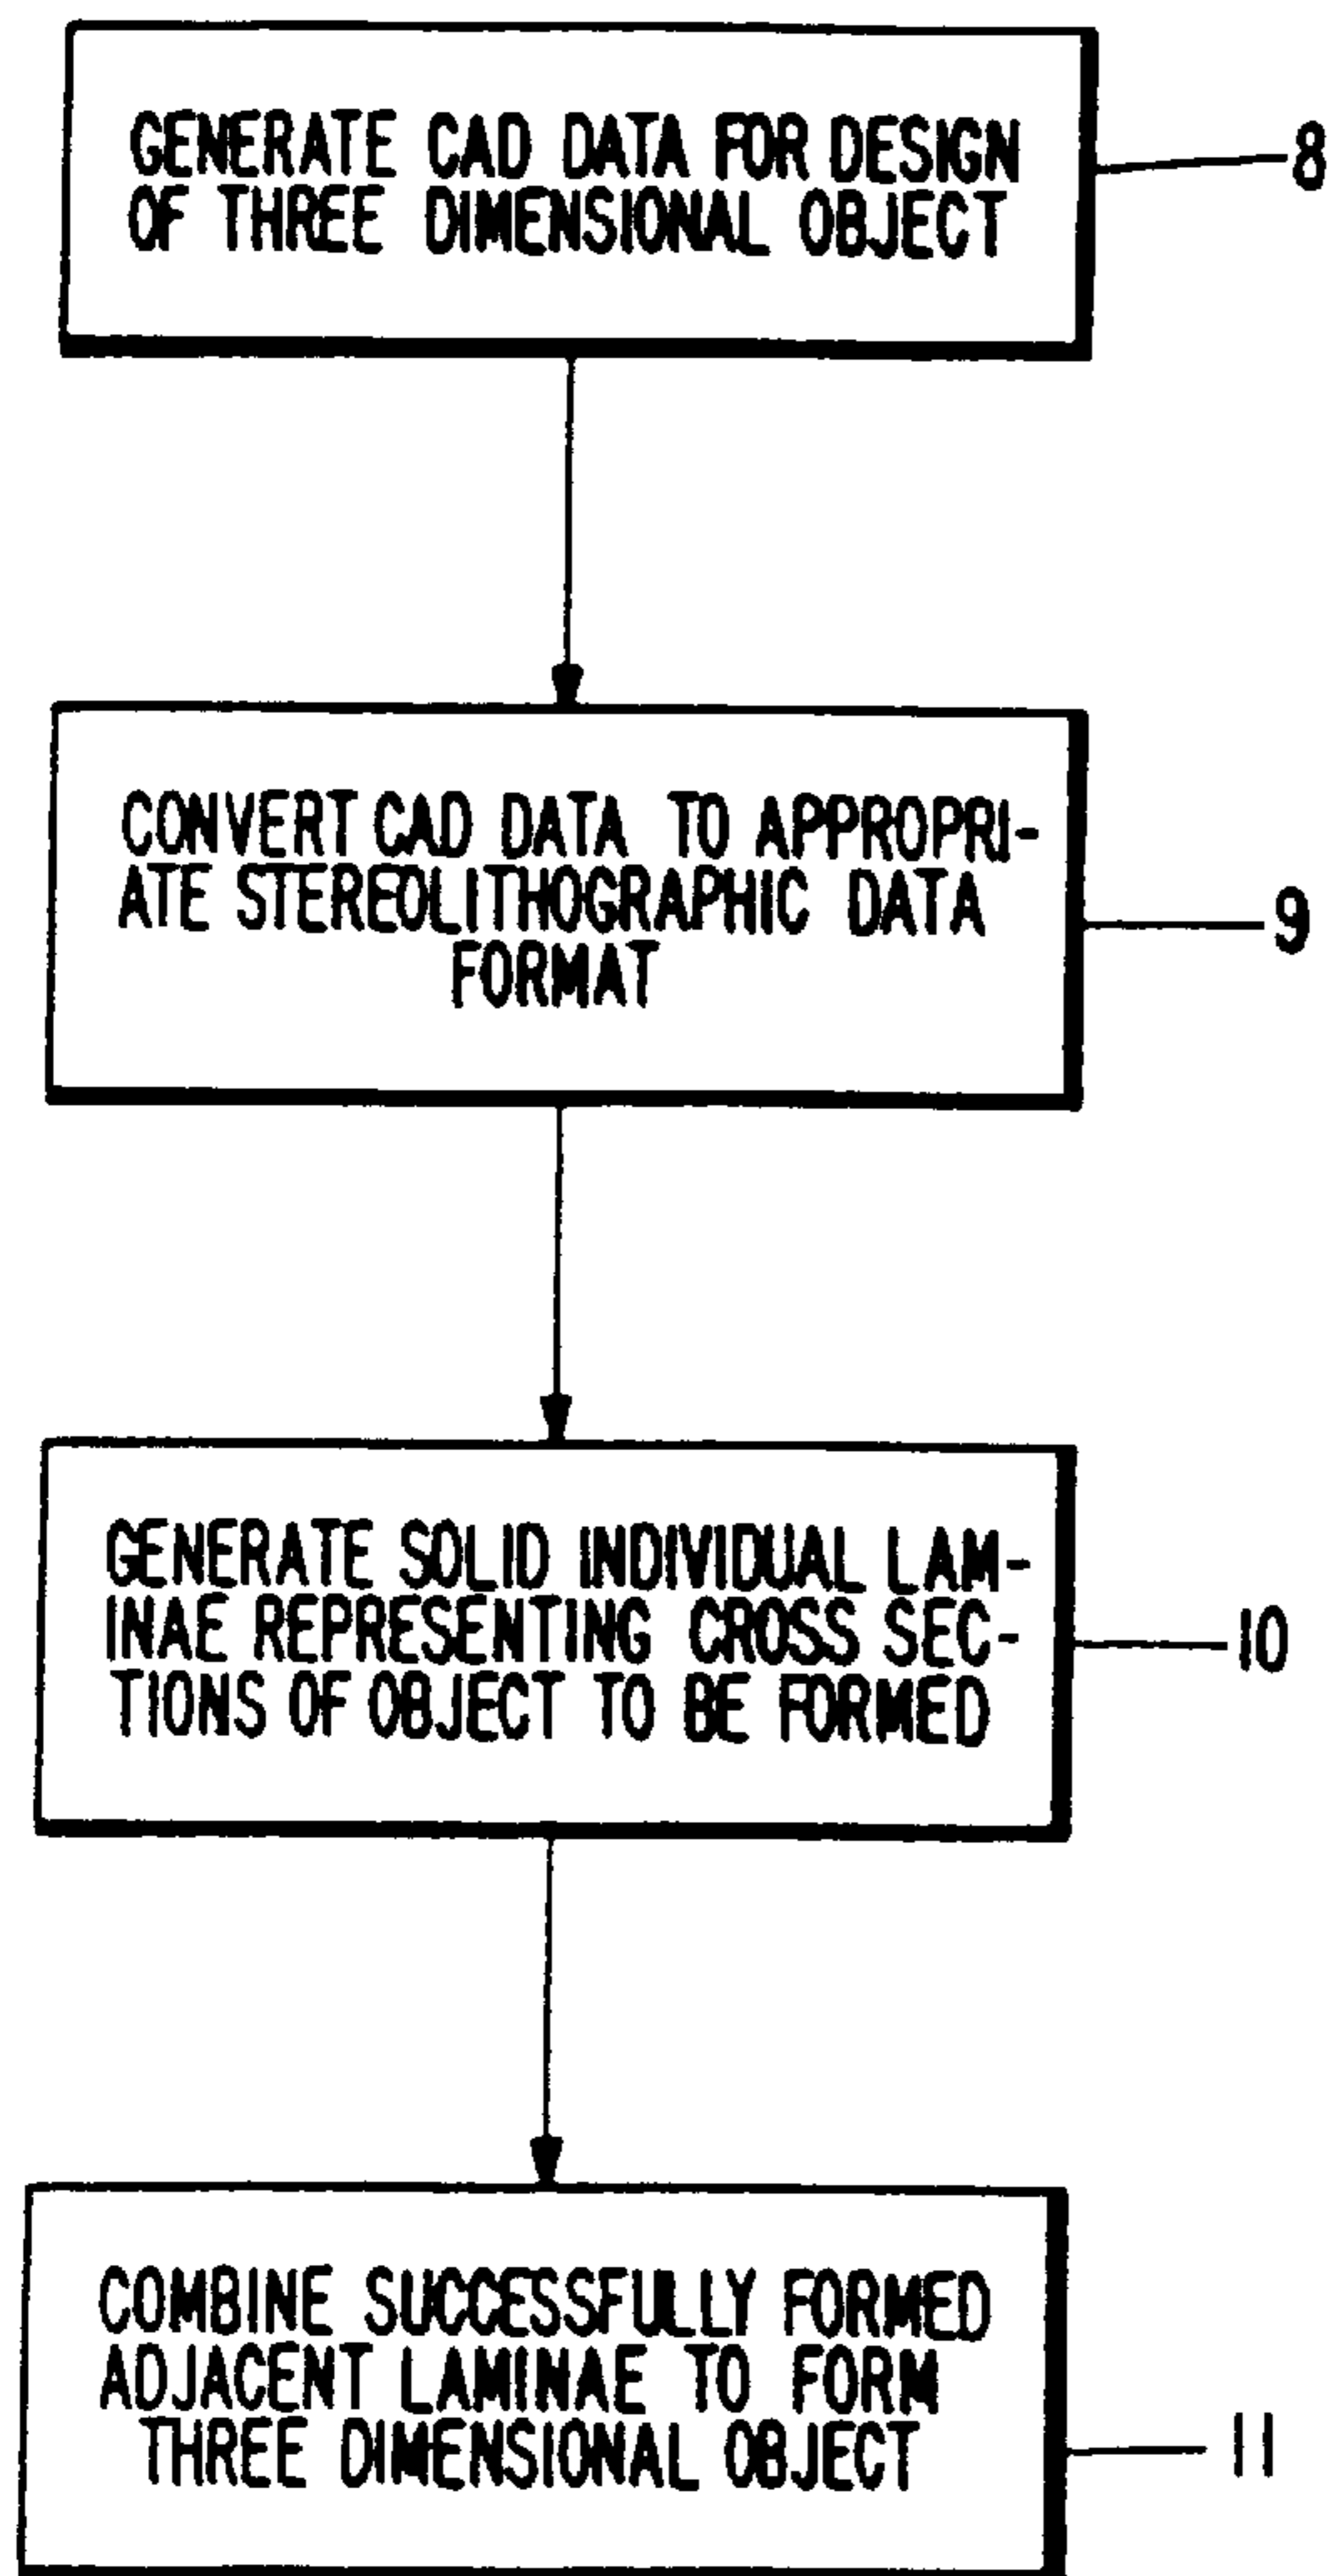 GENERATE CAD DATA FOR DESIGN
OF THREE DIMENSIONAL OBJECT
8
CONVERT CAD DATA TO APPROPRI-
ATE STEREOLITHOGRAPHIC DATA
FORMAT
9
GENERATE SOLID INDIVIDUAL LAM-
INAE REPRESENTING CROSS SEC-
TIONS OF OBJECT TO BE FORMED
10
COMBINE SUCCESSFULLY FORMED
ADJACENT LAMINAE TO FORM
THREE DIMENSIONAL OBJECT
11